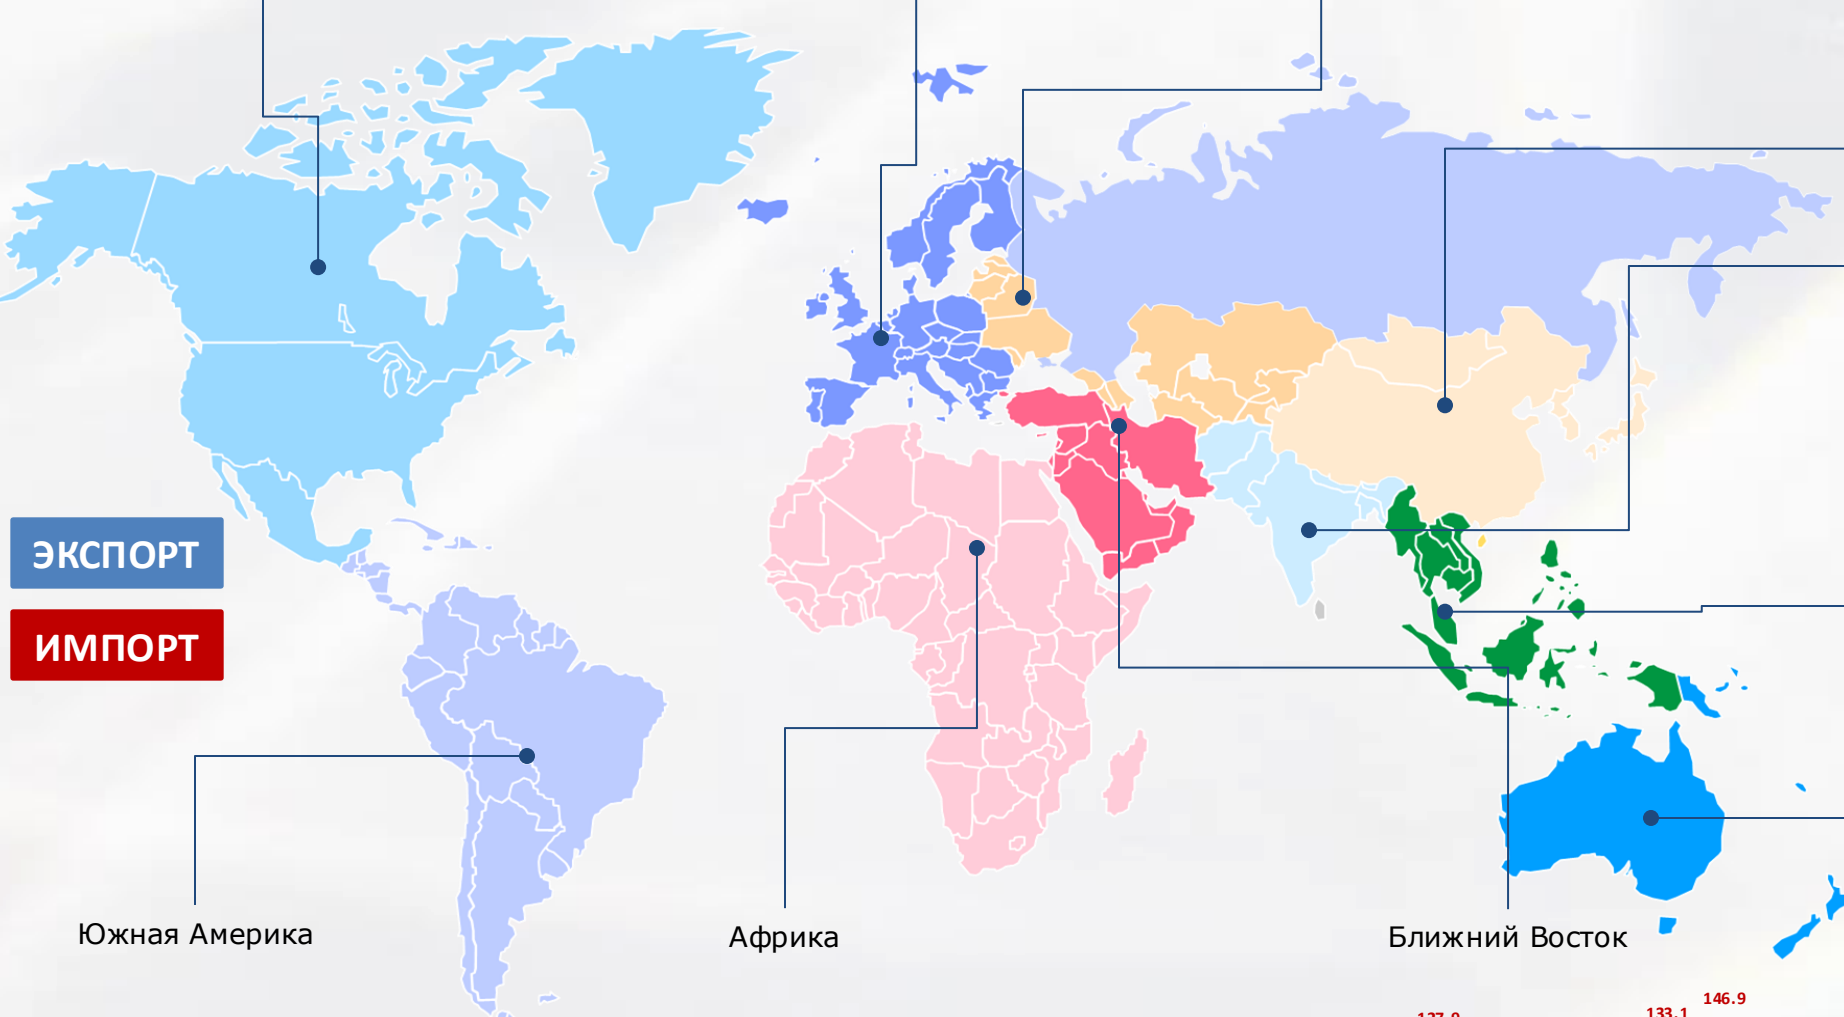 ЭКСПОРТ
ИМПОРТ
Южная Америка
Африка
Ближний Восток
146.9
133.1